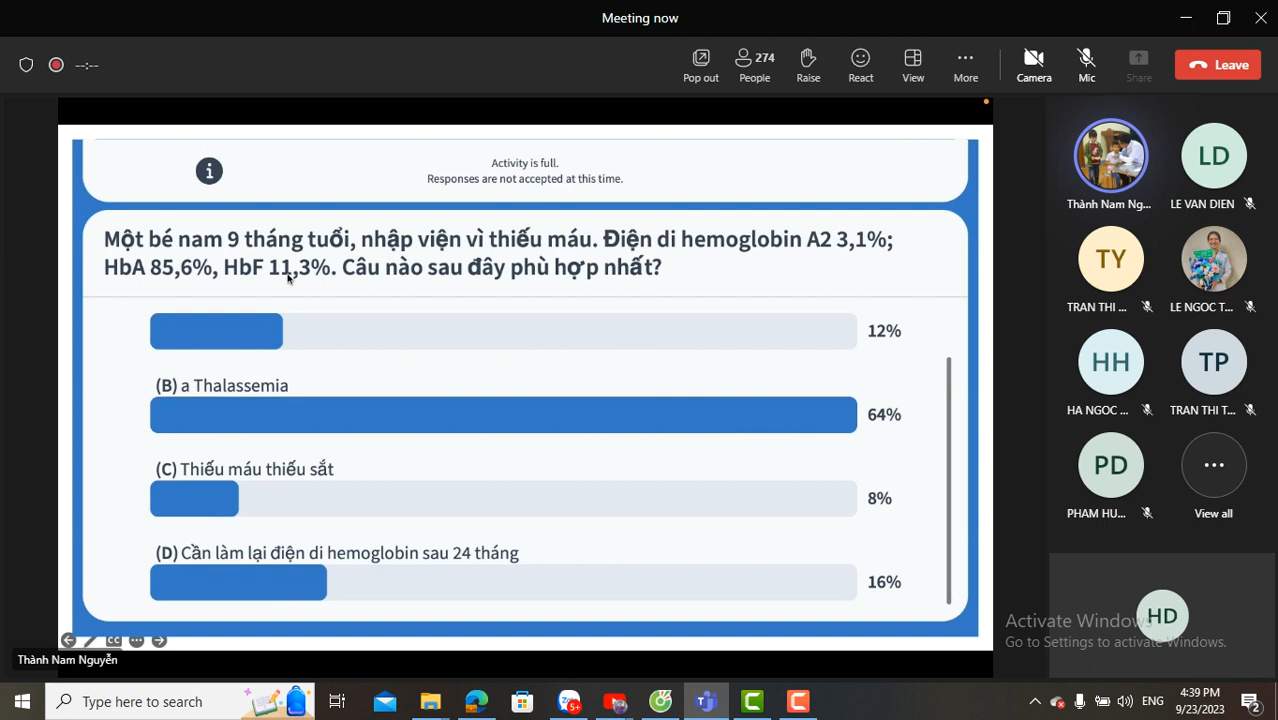 Meeting now
--:--
Pop out
274
People
Raise
React
View
More
Camera
Mic
Share
Leave
Activity is full.
Responses are not accepted at this time.
Một bé nam 9 tháng tuổi, nhập viện vì thiếu máu. Điện di hemoglobin A2 3,1%;
HbA 85,6%, HbF 11,3%. Câu nào sau đây phù hợp nhất?
12%
(B) a Thalassemia
64%
(C) Thiếu máu thiếu sắt
8%
(D) Cần làm lại điện di hemoglobin sau 24 tháng
16%
Thành Nam Ng...
LD
LE VAN DIEN
TY
TRAN THI ...
LE NGOC T...
HH
HA NGOC ...
TP
TRAN THI T...
PD
PHAM HU...
View all
HD
Activate Windows
Go to Settings to activate Windows.
CC
Thành Nam Nguyễn
Type here to search
5+
ENG
4:39 PM
9/23/2023
2